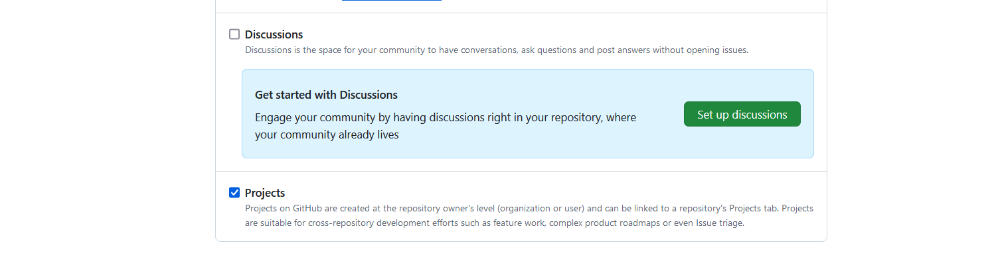 Discussions
Discussions is the space for your community to have conversations, ask questions and post answers without opening issues.
Get started with Discussions
Engage your community by having discussions right in your repository, where
your community already lives
Set up discussions
Projects
Projects on GitHub are created at the repository owner's level (organization or user) and can be linked to a repository's Projects tab. Projects
are suitable for cross-repository development efforts such as feature work, complex product roadmaps or even Issue triage.